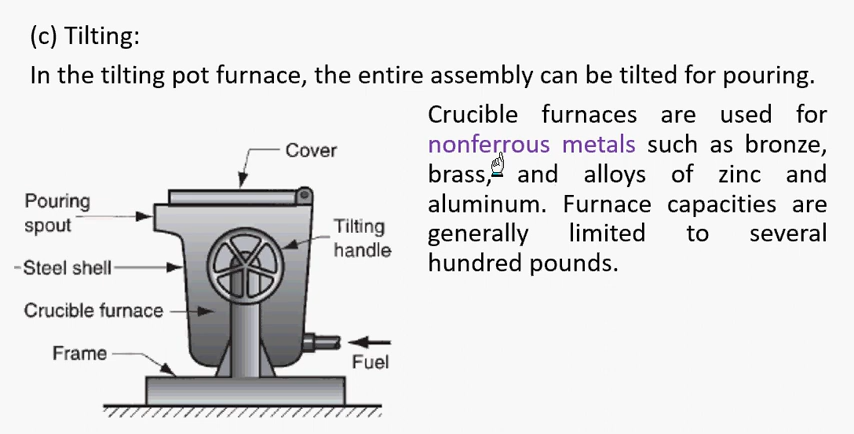 (c) Tilting:
In the tilting pot furnace, the entire assembly can be tilted for pouring.
Crucible furnaces are used for
nonferrous metals such as bronze,
brass, and alloys of zinc and
aluminum. Furnace capacities are
generally limited to several
hundred pounds.
Cover
Pouring
spout
Tilting
handle
Steel shell
Crucible furnace
Frame
Fuel